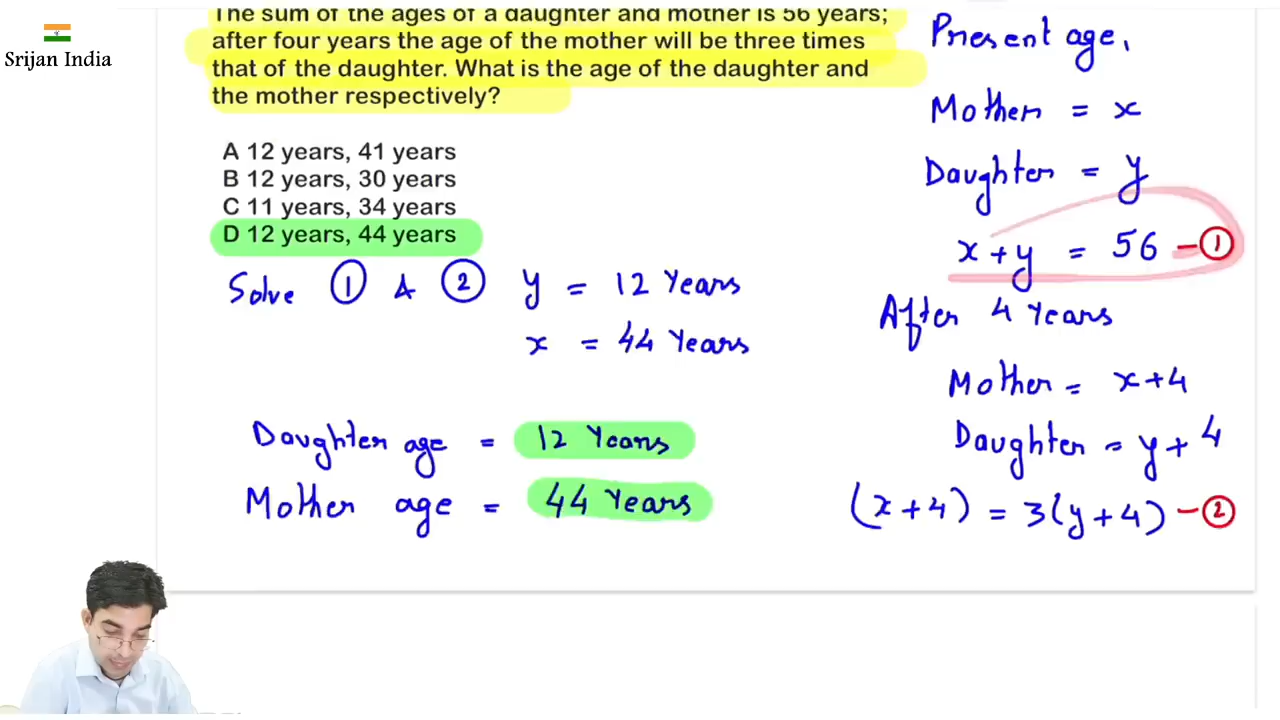 Srijan India
The sum of the ages of a daughter and mother is 56 years;
after four years the age of the mother will be three times
that of the daughter. What is the age of the daughter and
the mother respectively?
A 12 years, 41 years
B 12 years, 30 years
C 11 years, 34 years
D 12 years, 44 years
Solve ① & ② y = 12 Years
x = 44 Years
Daughter age = 12 Years
Mother age = 44 Years
Present age,
Mother = x
Daughter = y
x + y = 56 - ①
After 4 Years
Mother = x+4
Daughter = y + 4
(x+4) = 3(y+4) - ②